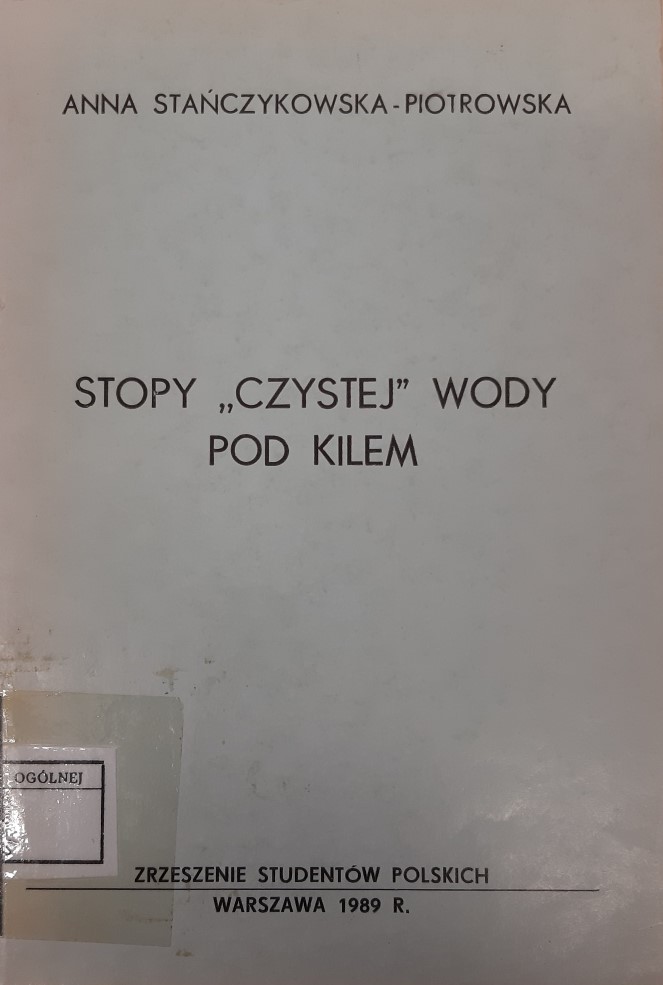 ANNA STAŃCZYKOWSKA-PIOTROWSKA
STOPY „CZYSTEJ” WODY
POD KILEM
OGÓLNEJ
ZRZESZENIE STUDENTÓW POLSKICH
WARSZAWA 1989 R.